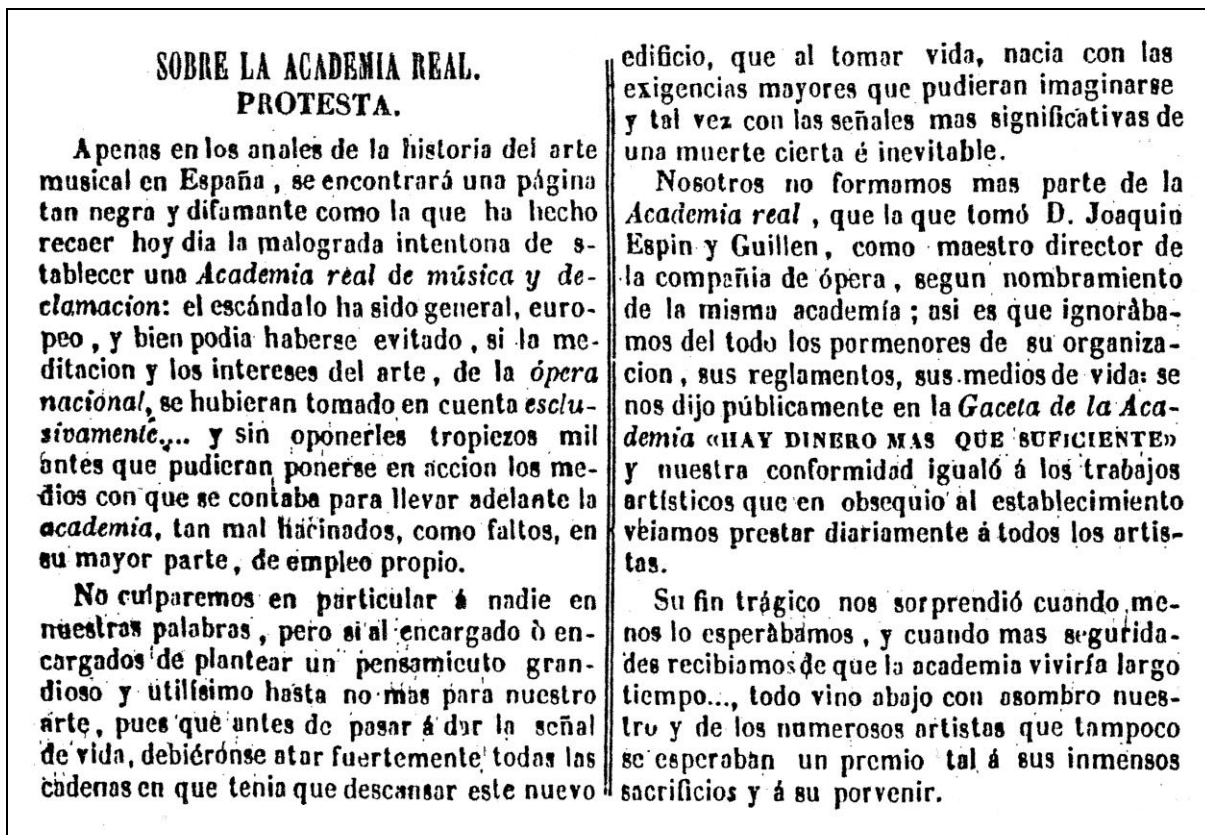 SOBRE LA ACADEMIA REAL.
PROTESTA.
Apenas en los anales de la historia del arte
musical en España, se encontrará una página
tan negra y difamante como la que ha hecho
recaer hoy dia la malograda intentona de s-
tablecer una Academia real de música y de-
clamacion: el escándalo ha sido general, euro-
peo, y bien podia haberse evitado, si la me-
ditacion y los intereses del arte, de la ópera
nacional, se hubieran tomado en cuenta esclu-
sivamente... y sin oponerles tropiezos mil
antes que pudieran ponerse en accion los me-
dios con que se contaba para llevar adelante la
academia, tan mal hacinados, como faltos, en
su mayor parte, de empleo propio.
No culparemos en particular á nadie en
nuestras palabras, pero si al encargado ò en-
cargados de plantear un pensamiento gran-
dioso y utilísimo hasta no mas para nuestro
arte, pues que antes de pasar á dar la señal
de vida, debiéronse atar fuertemente todas las
cadenas en que tenia que descansar este nuevo
edificio, que al tomar vida, nacia con las
exigencias mayores que pudieran imaginarse
y tal vez con las señales mas significativas de
una muerte cierta é inevitable.
Nosotros no formamos mas parte de la
Academia real, que la que tomó D. Joaquin
Espin y Guillen, como maestro director de
la compañia de ópera, segun nombramiento
de la misma academía; asi es que ignorába-
mos del todo los pormenores de su organiza-
cion, sus reglamentos, sus medios de vida: se
nos dijo públicamente en la Gaceta de la Aca-
demia «HAY DINERO MAS QUE SUFICIENTE»
y nuestra conformidad igualó á los trabajos
artísticos que en obsequio al establecimiento
veiamos prestar diariamente á todos los artis-
tas.
Su fin trágico nos sorprendió cuando me-
nos lo esperàbamos, y cuando mas segurida-
des recibiamos de que la academia viviría largo
tiempo..., todo vino abajo con asombro nues-
tro y de los numerosos artistas que tampoco
se esperaban un premio tal á sus inmensos
sacrificios y á su porvenir.